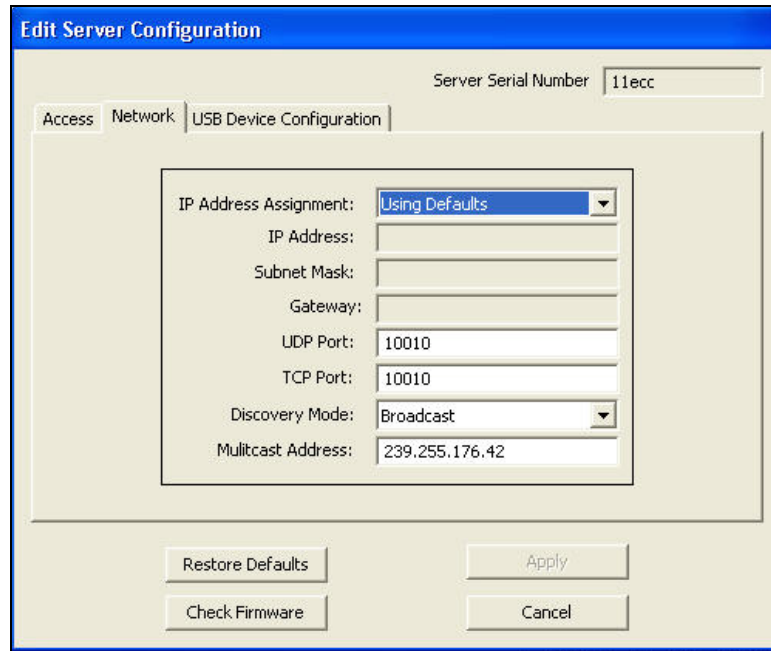 Edit Server Configuration
Server Serial Number 11ecc
Access Network USB Device Configuration
IP Address Assignment: Using Defaults
IP Address:
Subnet Mask:
Gateway:
UDP Port: 10010
TCP Port: 10010
Discovery Mode: Broadcast
Mulitcast Address: 239.255.176.42
Restore Defaults Apply
Check Firmware Cancel